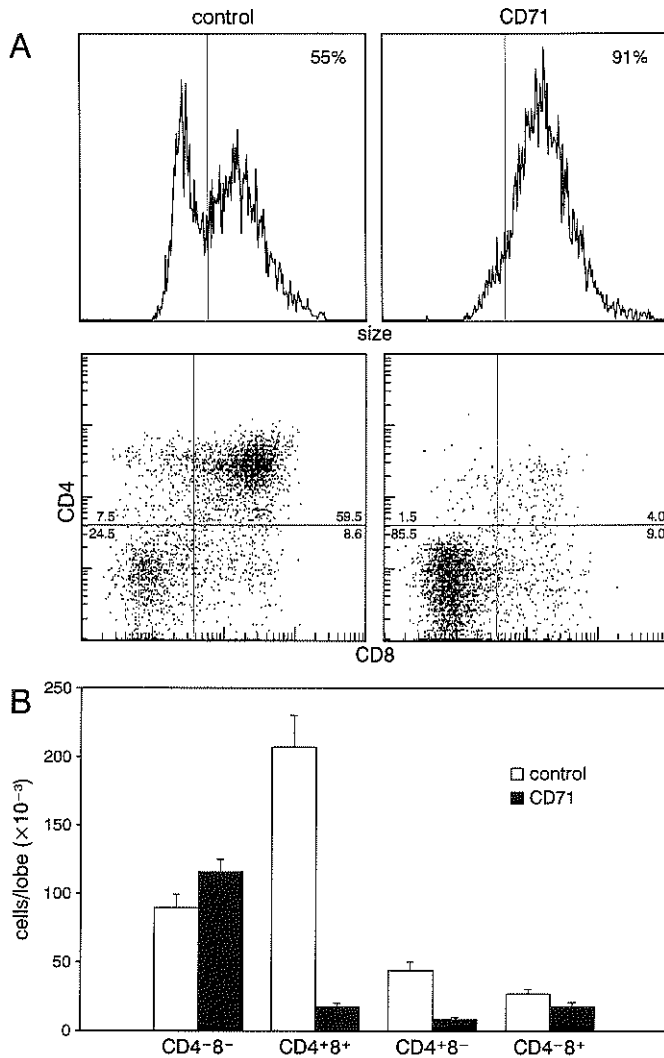 control CD71
A
55% 91%
size
CD4
7.5 59.5
24.5 8.6
1.5 4.0
85.5 9.0
CD8
B
cells/lobe (×10⁻³)
250
200
150
100
50
0
control
CD71
CD4⁻8⁻ CD4⁺8⁺ CD4⁺8⁻ CD4⁻8⁺